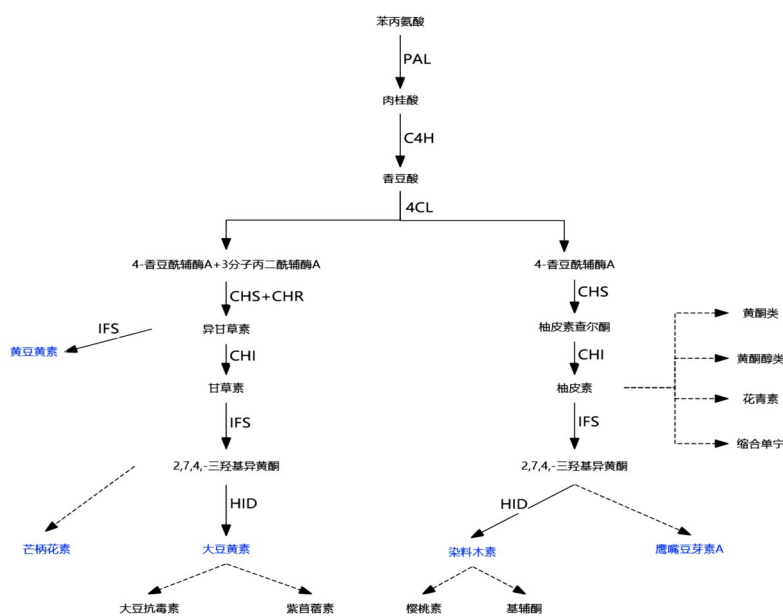 苯丙氨酸
PAL
肉桂酸
C4H
香豆酸
4CL
4-香豆酰辅酶A+3分子丙二酰辅酶A
4-香豆酰辅酶A
CHS+CHR
CHS
黄酮类
IFS
异甘草素
柚皮素查尔酮
黄豆黄素
CHI
CHI
黄酮醇类
甘草素
柚皮素
花青素
IFS
IFS
缩合单宁
2,7,4,-三羟基异黄酮
2,7,4,-三羟基异黄酮
HID
HID
芒柄花素
大豆黄素
染料木素
鹰嘴豆芽素A
大豆抗毒素
紫苜蓿素
樱桃素
基辅酮